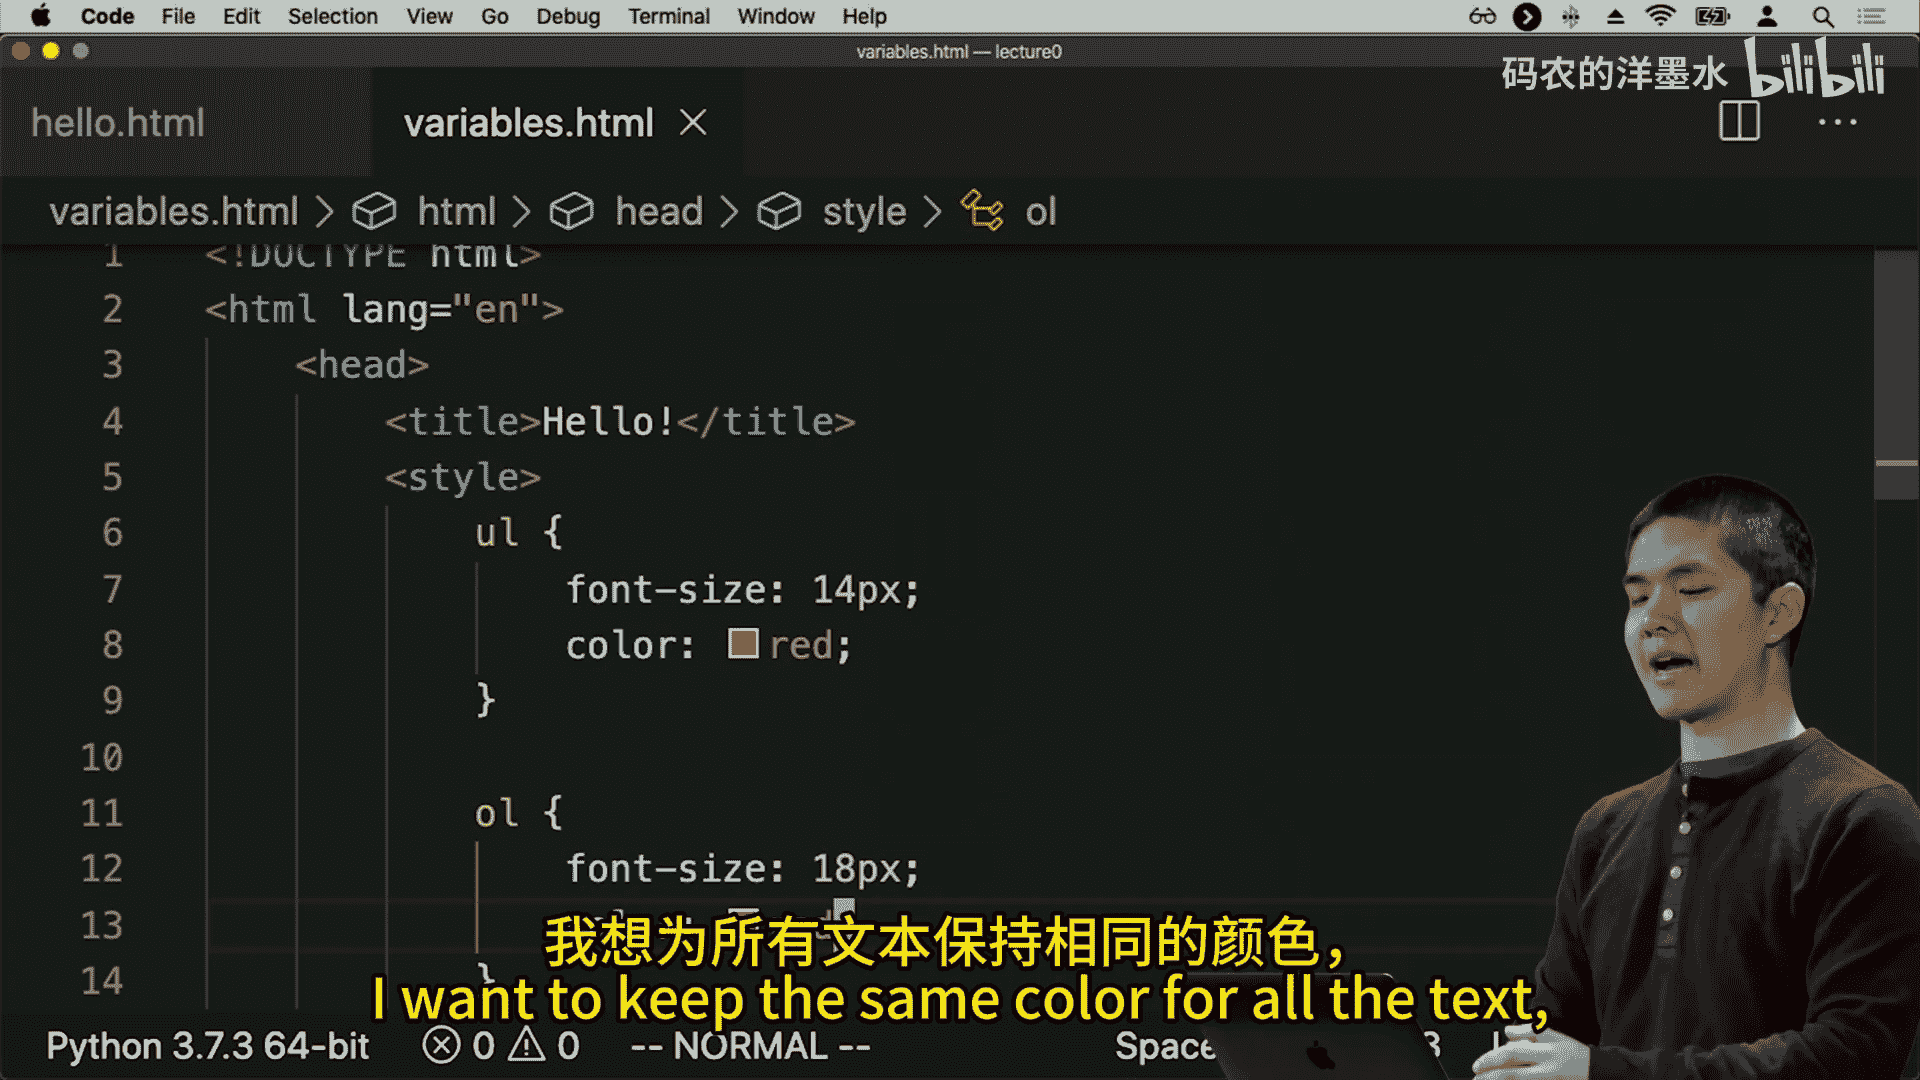 Code File Edit Selection View Go Debug Terminal Window Help
variables.html — lecture0
码农的洋墨水 bilibili
hello.html variables.html
variables.html > html > head > style > ol
1 <!DOCTYPE html>
2 <html lang="en">
3 <head>
4 <title>Hello!</title>
5 <style>
6 ul {
7 font-size: 14px;
8 color: red;
9 }
10
11 ol {
12 font-size: 18px;
13
14 }
我想为所有文本保持相同的颜色，
I want to keep the same color for all the text,
Python 3.7.3 64-bit 0 0 -- NORMAL --